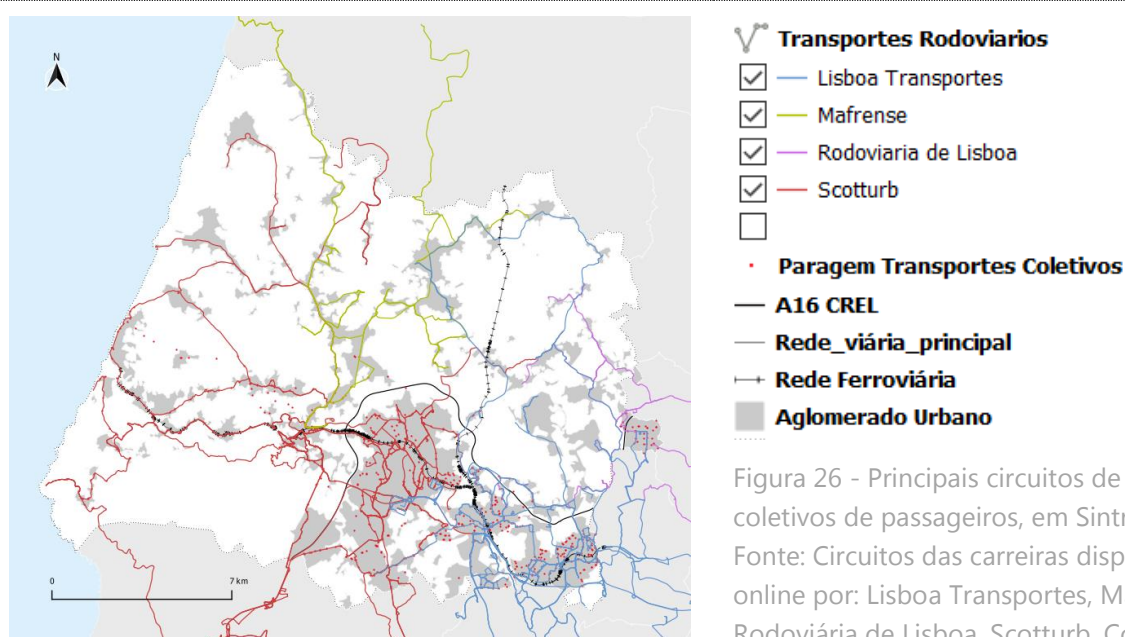 N
0
7 km
Transportes Rodoviarios
Lisboa Transportes
Mafrense
Rodoviaria de Lisboa
Scotturb
Paragem Transportes Coletivos
A16 CREL
Rede_viária_principal
Rede Ferroviária
Aglomerado Urbano
Figura 26 - Principais circuitos de
coletivos de passageiros, em Sintr
Fonte: Circuitos das carreiras disp
online por: Lisboa Transportes, M
Rodoviária de Lisboa, Scotturb, Co